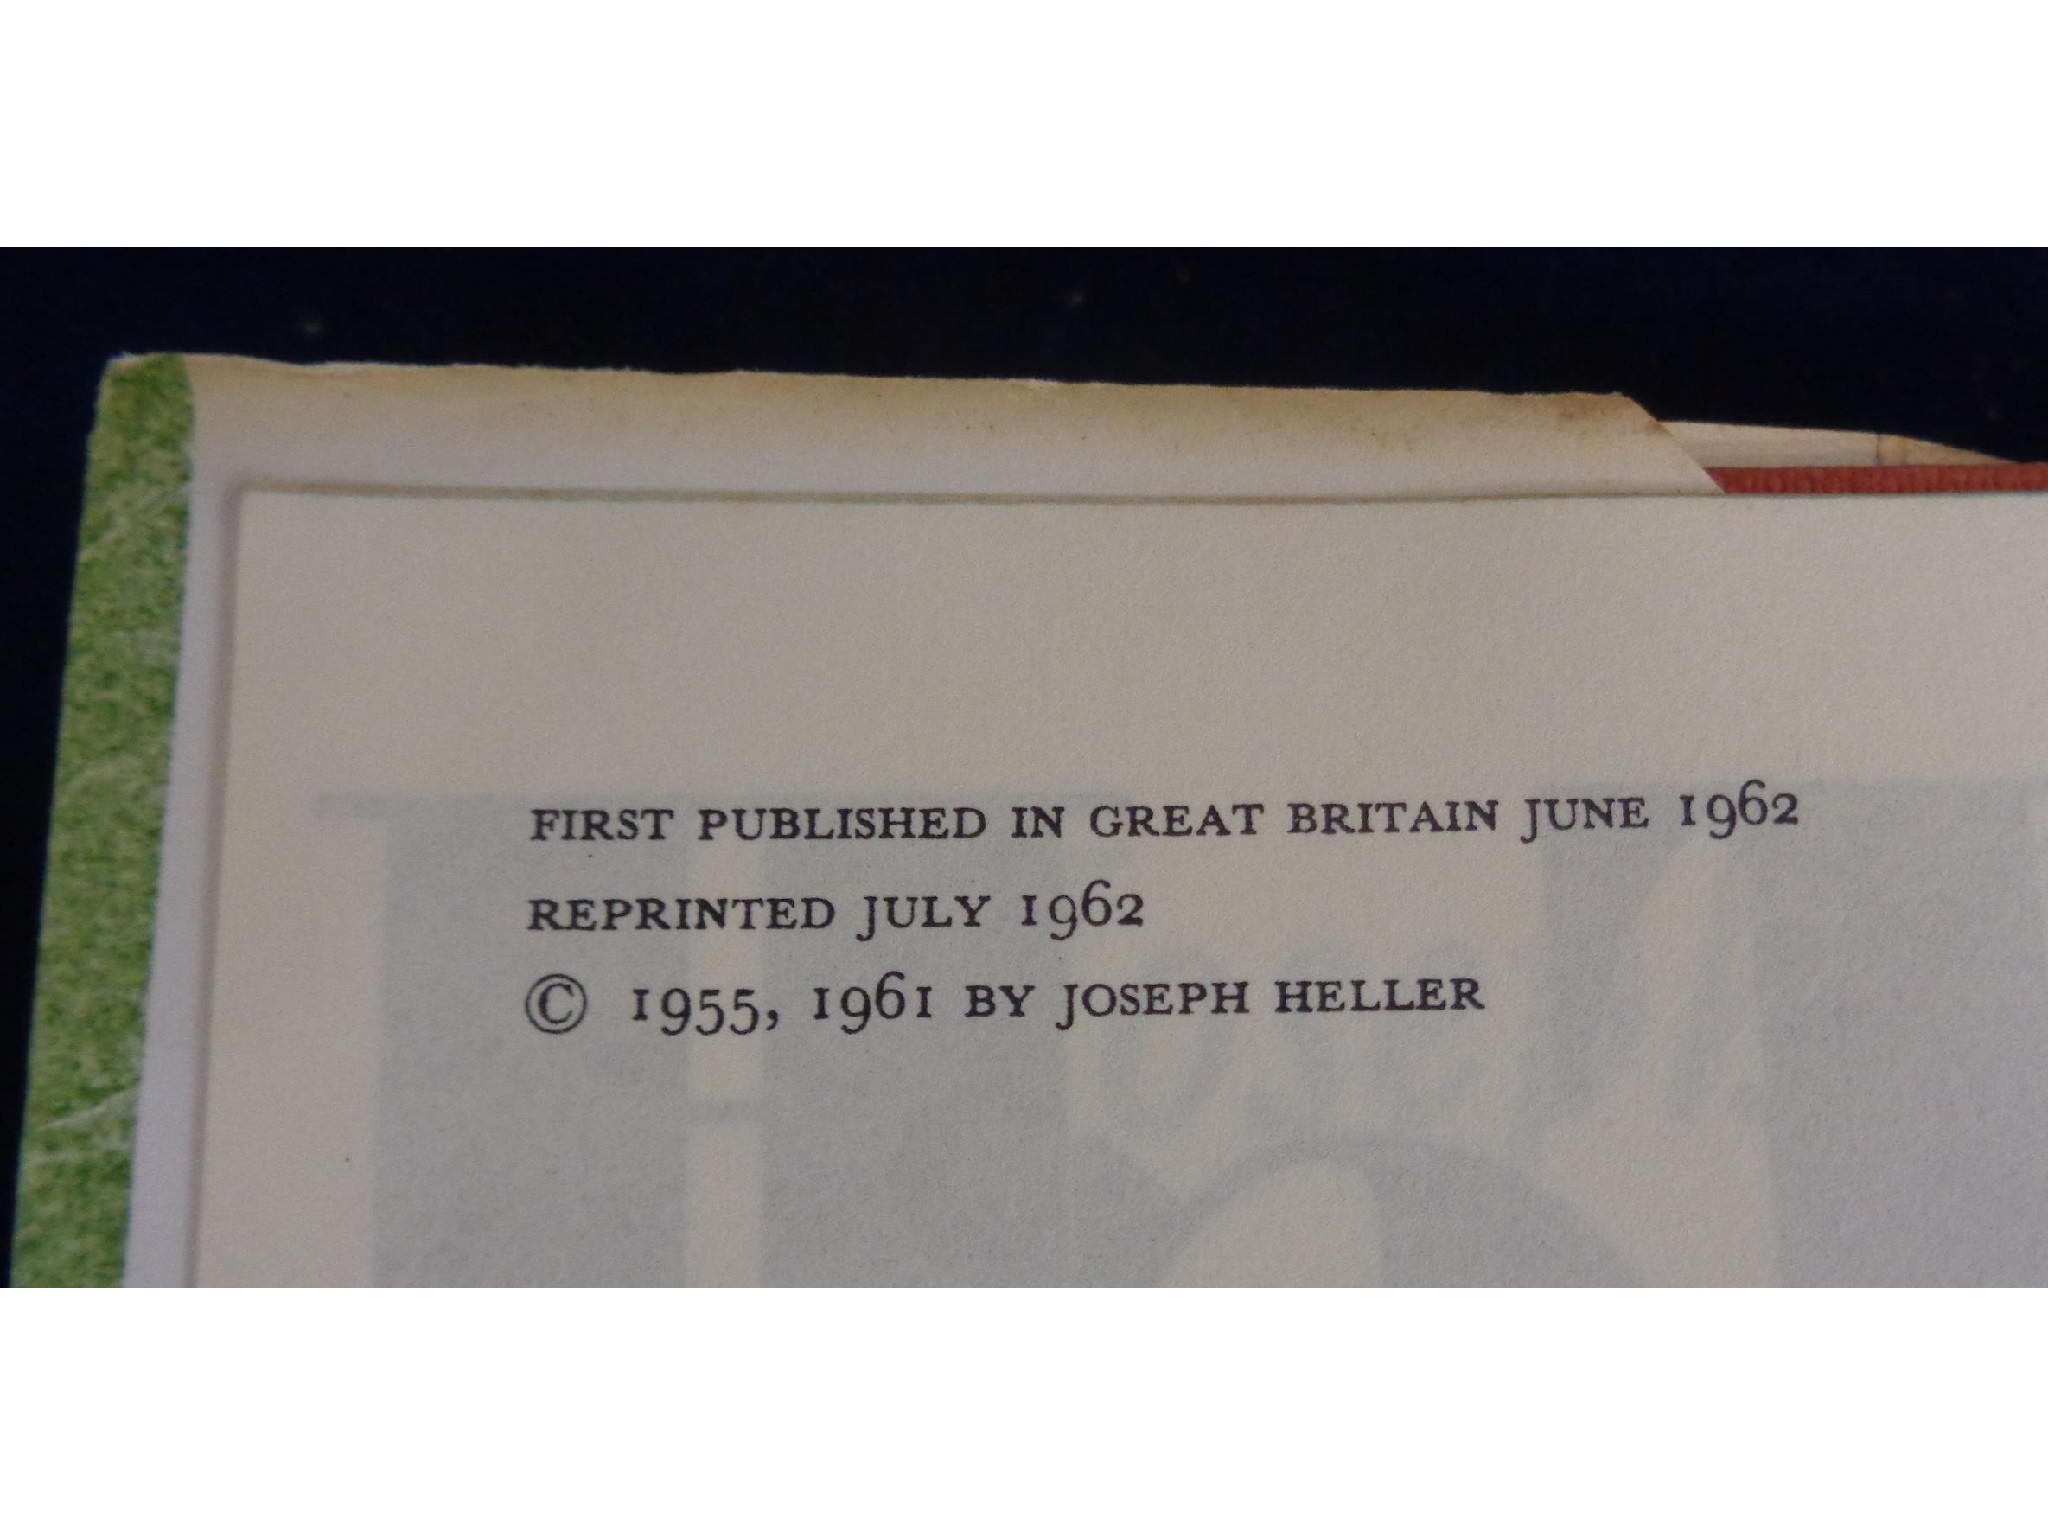 FIRST PUBLISHED IN GREAT BRITAIN JUNE 1962
REPRINTED JULY 1962
© 1955, 1961 BY JOSEPH HELLER